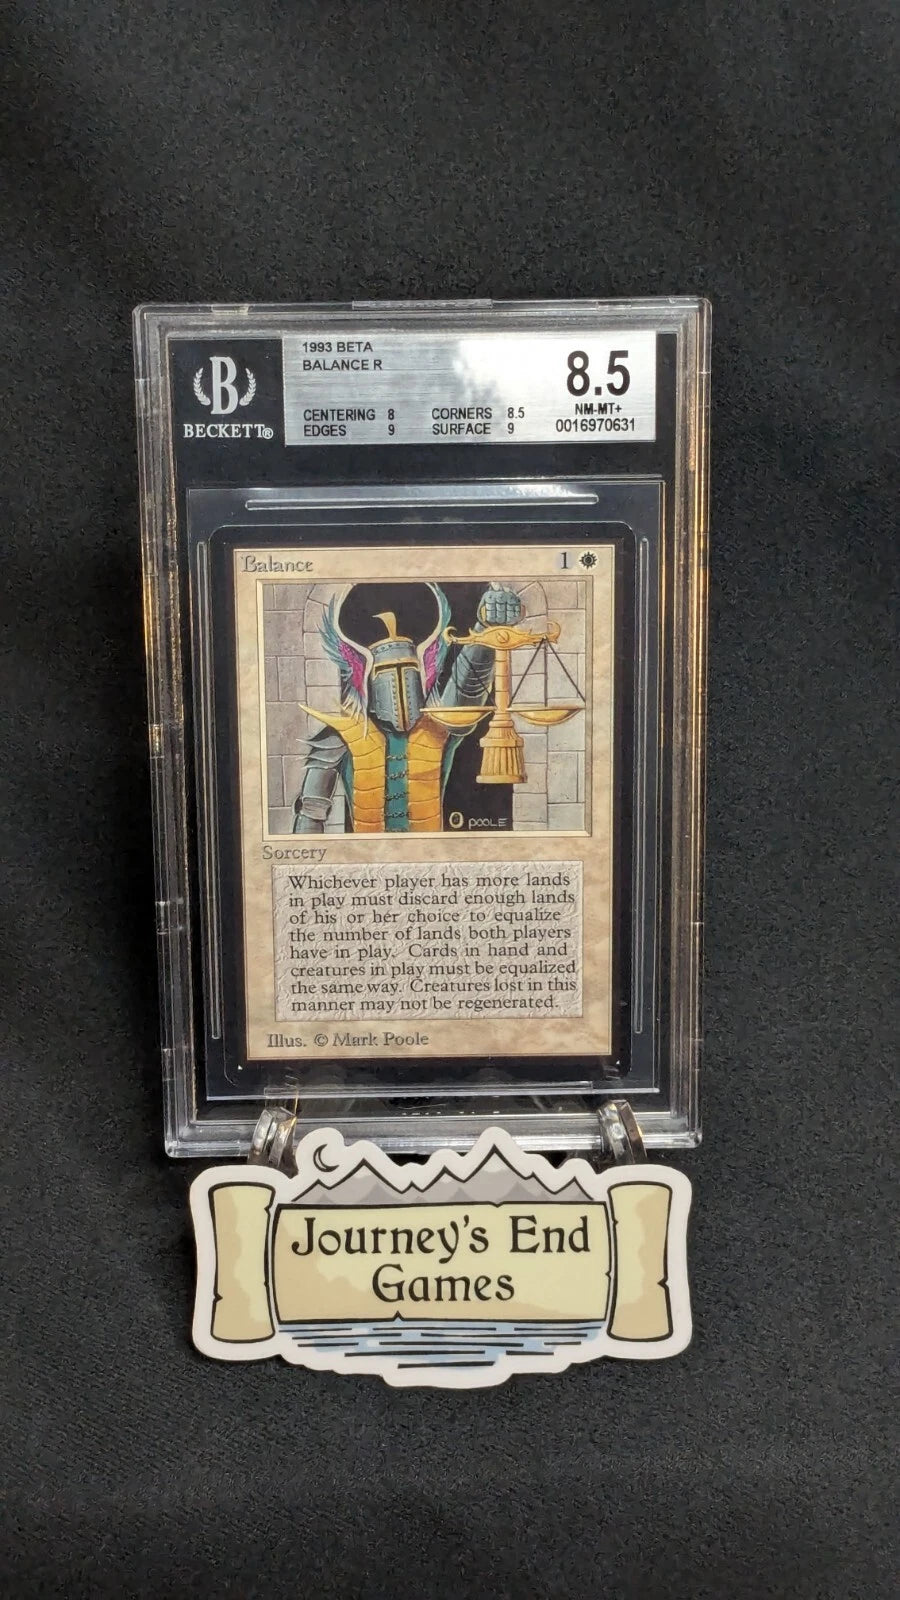 1993 BETA
BALANCE R
8.5
NM-MT+
0016970631
CENTERING 8 CORNERS 8.5
EDGES 9 SURFACE 9
B
BECKETT®
Balance 1
POOLE
Sorcery
Whichever player has more lands
in play must discard enough lands
of his or her choice to equalize
the number of lands both players
have in play. Cards in hand and
creatures in play must be equalized
the same way. Creatures lost in this
manner may not be regenerated.
Illus. © Mark Poole
Journey's End
Games